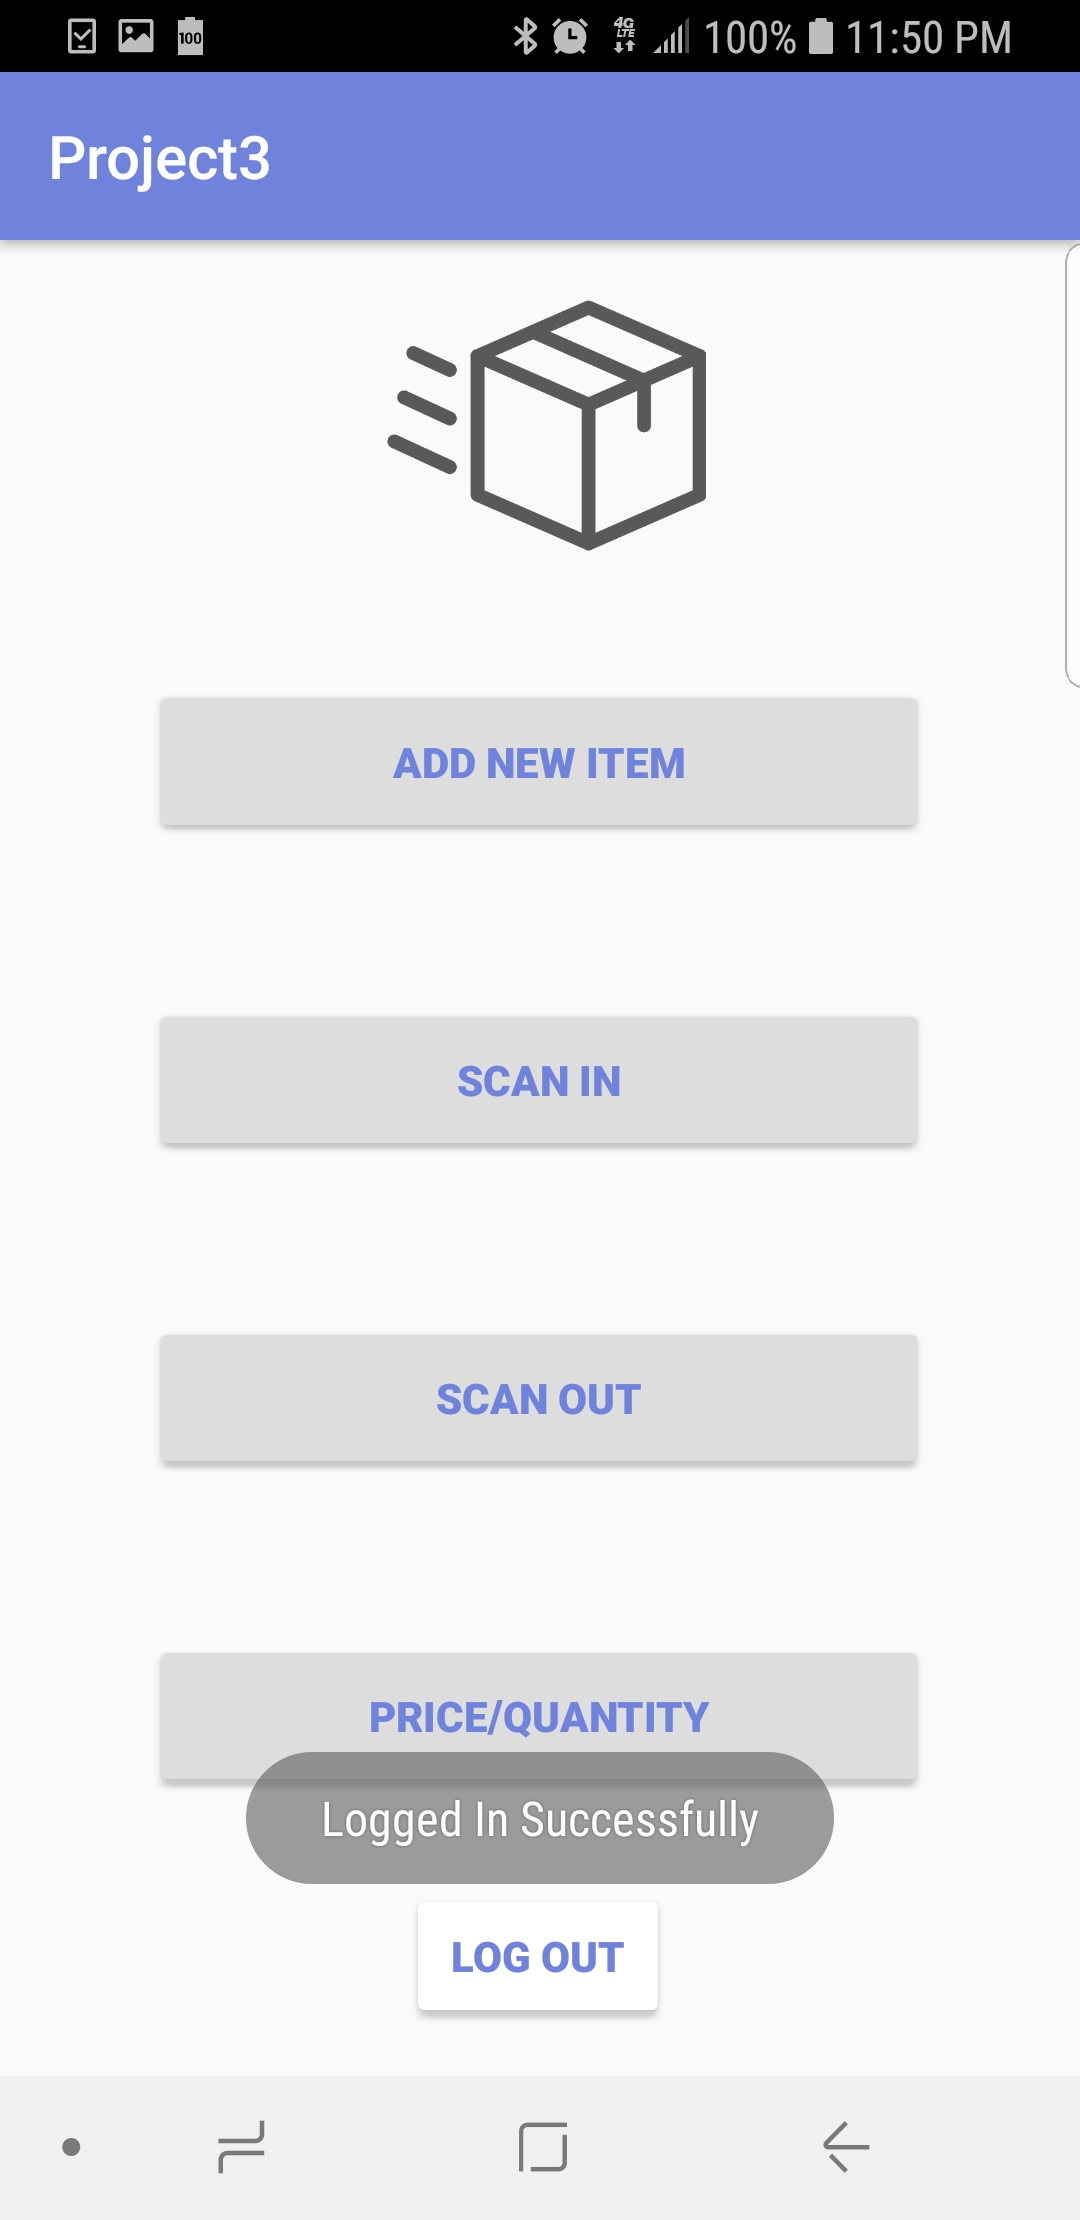 100 4G LTE 100% 11:50 PM
Project3
ADD NEW ITEM
SCAN IN
SCAN OUT
PRICE/QUANTITY
Logged In Successfully
LOG OUT